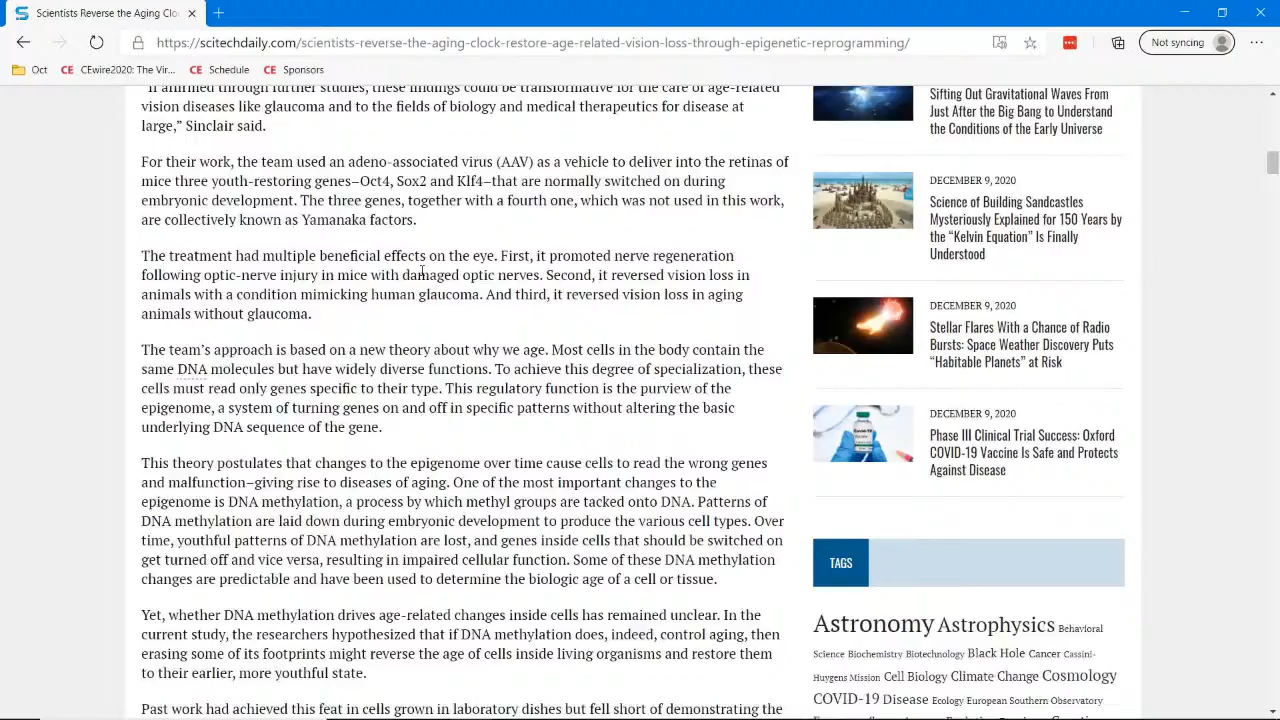 Scientists Reverse the Aging Clo
https://scitechdaily.com/scientists-reverse-the-aging-clock-restore-age-related-vision-loss-through-epigenetic-reprogramming/
Not syncing
Oct
CEwire2020: The Vir...
Schedule
Sponsors
"If affirmed through further studies, these findings could be transformative for the care of age-related
vision diseases like glaucoma and to the fields of biology and medical therapeutics for disease at
large,” Sinclair said.
For their work, the team used an adeno-associated virus (AAV) as a vehicle to deliver into the retinas of
mice three youth-restoring genes–Oct4, Sox2 and Klf4–that are normally switched on during
embryonic development. The three genes, together with a fourth one, which was not used in this work,
are collectively known as Yamanaka factors.
The treatment had multiple beneficial effects on the eye. First, it promoted nerve regeneration
following optic-nerve injury in mice with damaged optic nerves. Second, it reversed vision loss in
animals with a condition mimicking human glaucoma. And third, it reversed vision loss in aging
animals without glaucoma.
The team’s approach is based on a new theory about why we age. Most cells in the body contain the
same DNA molecules but have widely diverse functions. To achieve this degree of specialization, these
cells must read only genes specific to their type. This regulatory function is the purview of the
epigenome, a system of turning genes on and off in specific patterns without altering the basic
underlying DNA sequence of the gene.
This theory postulates that changes to the epigenome over time cause cells to read the wrong genes
and malfunction–giving rise to diseases of aging. One of the most important changes to the
epigenome is DNA methylation, a process by which methyl groups are tacked onto DNA. Patterns of
DNA methylation are laid down during embryonic development to produce the various cell types. Over
time, youthful patterns of DNA methylation are lost, and genes inside cells that should be switched on
get turned off and vice versa, resulting in impaired cellular function. Some of these DNA methylation
changes are predictable and have been used to determine the biologic age of a cell or tissue.
Yet, whether DNA methylation drives age-related changes inside cells has remained unclear. In the
current study, the researchers hypothesized that if DNA methylation does, indeed, control aging, then
erasing some of its footprints might reverse the age of cells inside living organisms and restore them
to their earlier, more youthful state.
Past work had achieved this feat in cells grown in laboratory dishes but fell short of demonstrating the
Sifting Out Gravitational Waves From
Just After the Big Bang to Understand
the Conditions of the Early Universe
DECEMBER 9, 2020
Science of Building Sandcastles
Mysteriously Explained for 150 Years by
the “Kelvin Equation” Is Finally
Understood
DECEMBER 9, 2020
Stellar Flares With a Chance of Radio
Bursts: Space Weather Discovery Puts
“Habitable Planets” at Risk
DECEMBER 9, 2020
Phase III Clinical Trial Success: Oxford
COVID-19 Vaccine Is Safe and Protects
Against Disease
TAGS
Astronomy Astrophysics Behavioral
Science Biochemistry Biotechnology Black Hole Cancer Cassini-
Huygens Mission Cell Biology Climate Change Cosmology
COVID-19 Disease Ecology European Southern Observatory